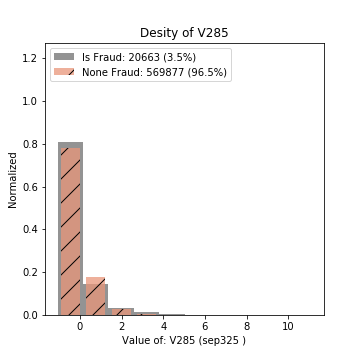 Desity of V285
Is Fraud: 20663 (3.5%)
None Fraud: 569877 (96.5%)
Normalized
1.2
1.0
0.8
0.6
0.4
0.2
0.0
0 2 4 6 8 10
Value of: V285 (sep325 )